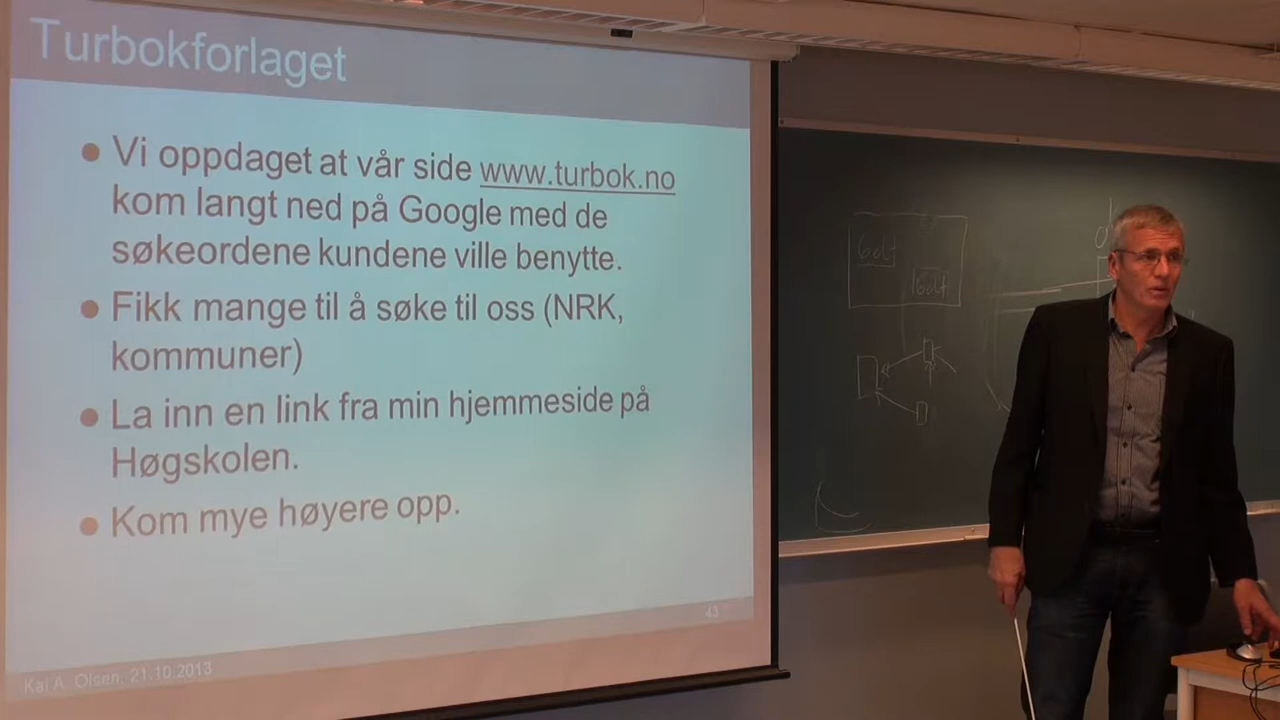 Turbokforlaget
• Vi oppdaget at vår side www.turbok.no
kom langt ned på Google med de
søkeordene kundene ville benytte.
• Fikk mange til å søke til oss (NRK,
kommuner)
• La inn en link fra min hjemmeside på
Høgskolen.
• Kom mye høyere opp.
43
Kai A. Olsen, 21.10.2013